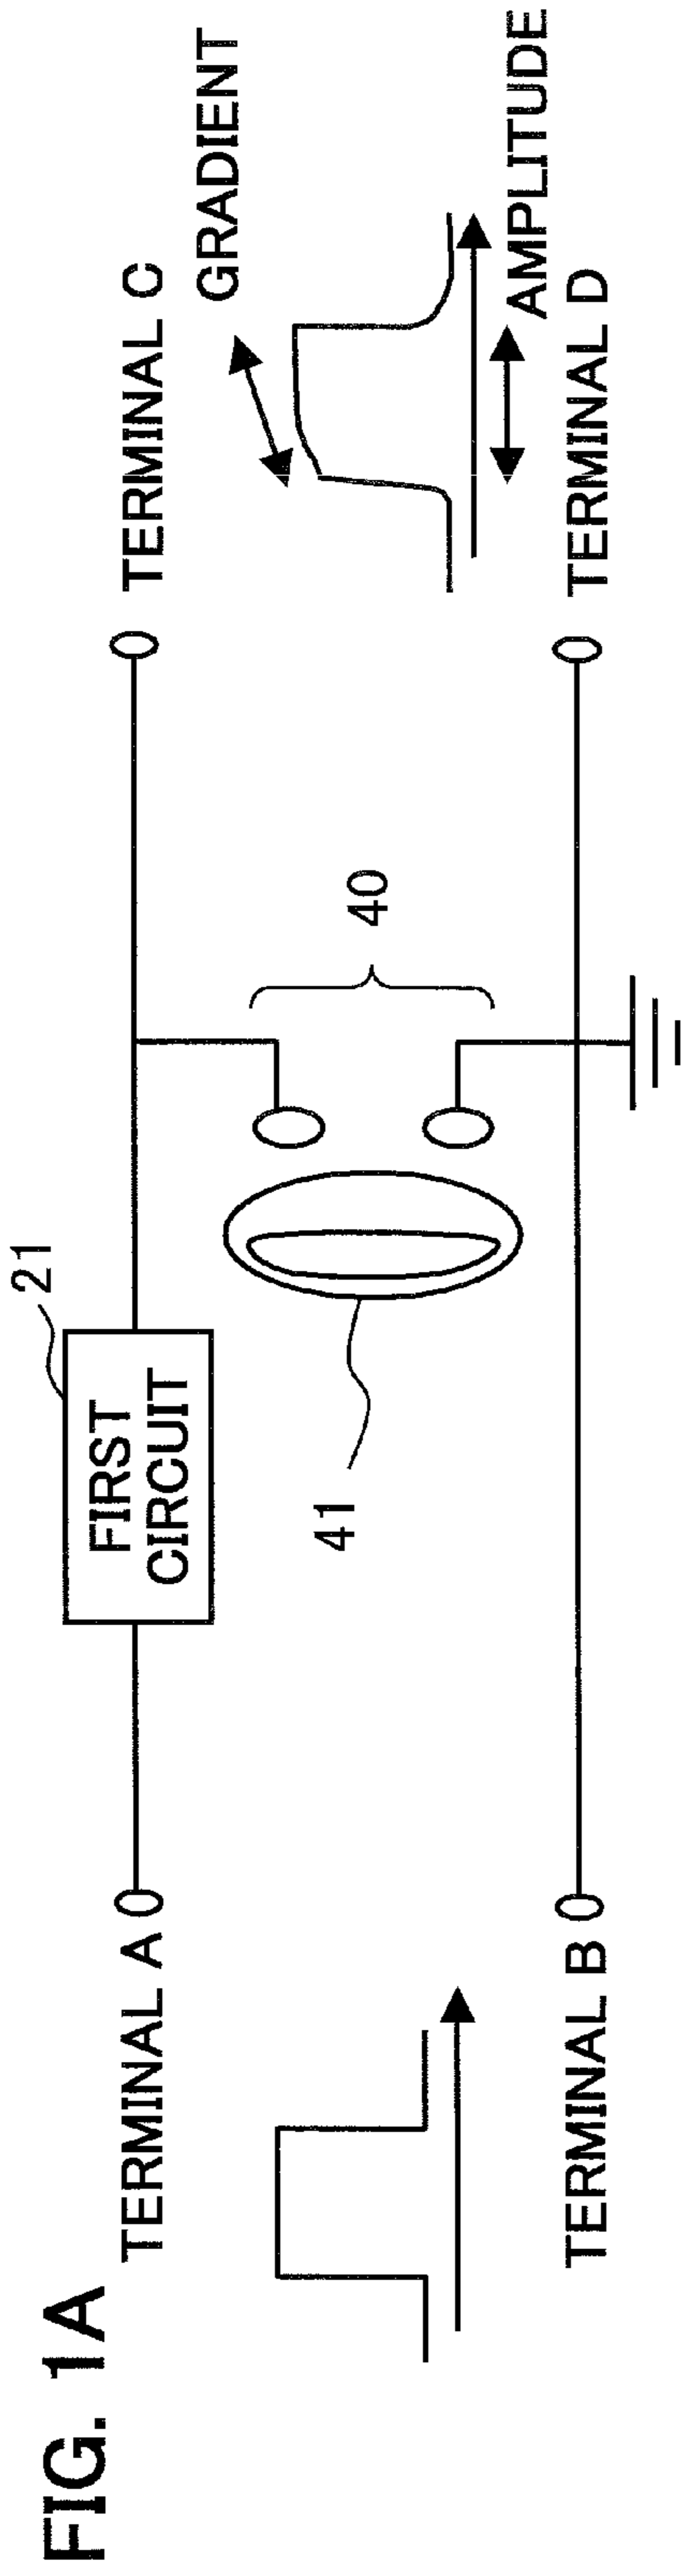 FIG. 1A
TERMINAL A
TERMINAL B
21
FIRST
CIRCUIT
41
40
TERMINAL C
GRADIENT
AMPLITUDE
TERMINAL D